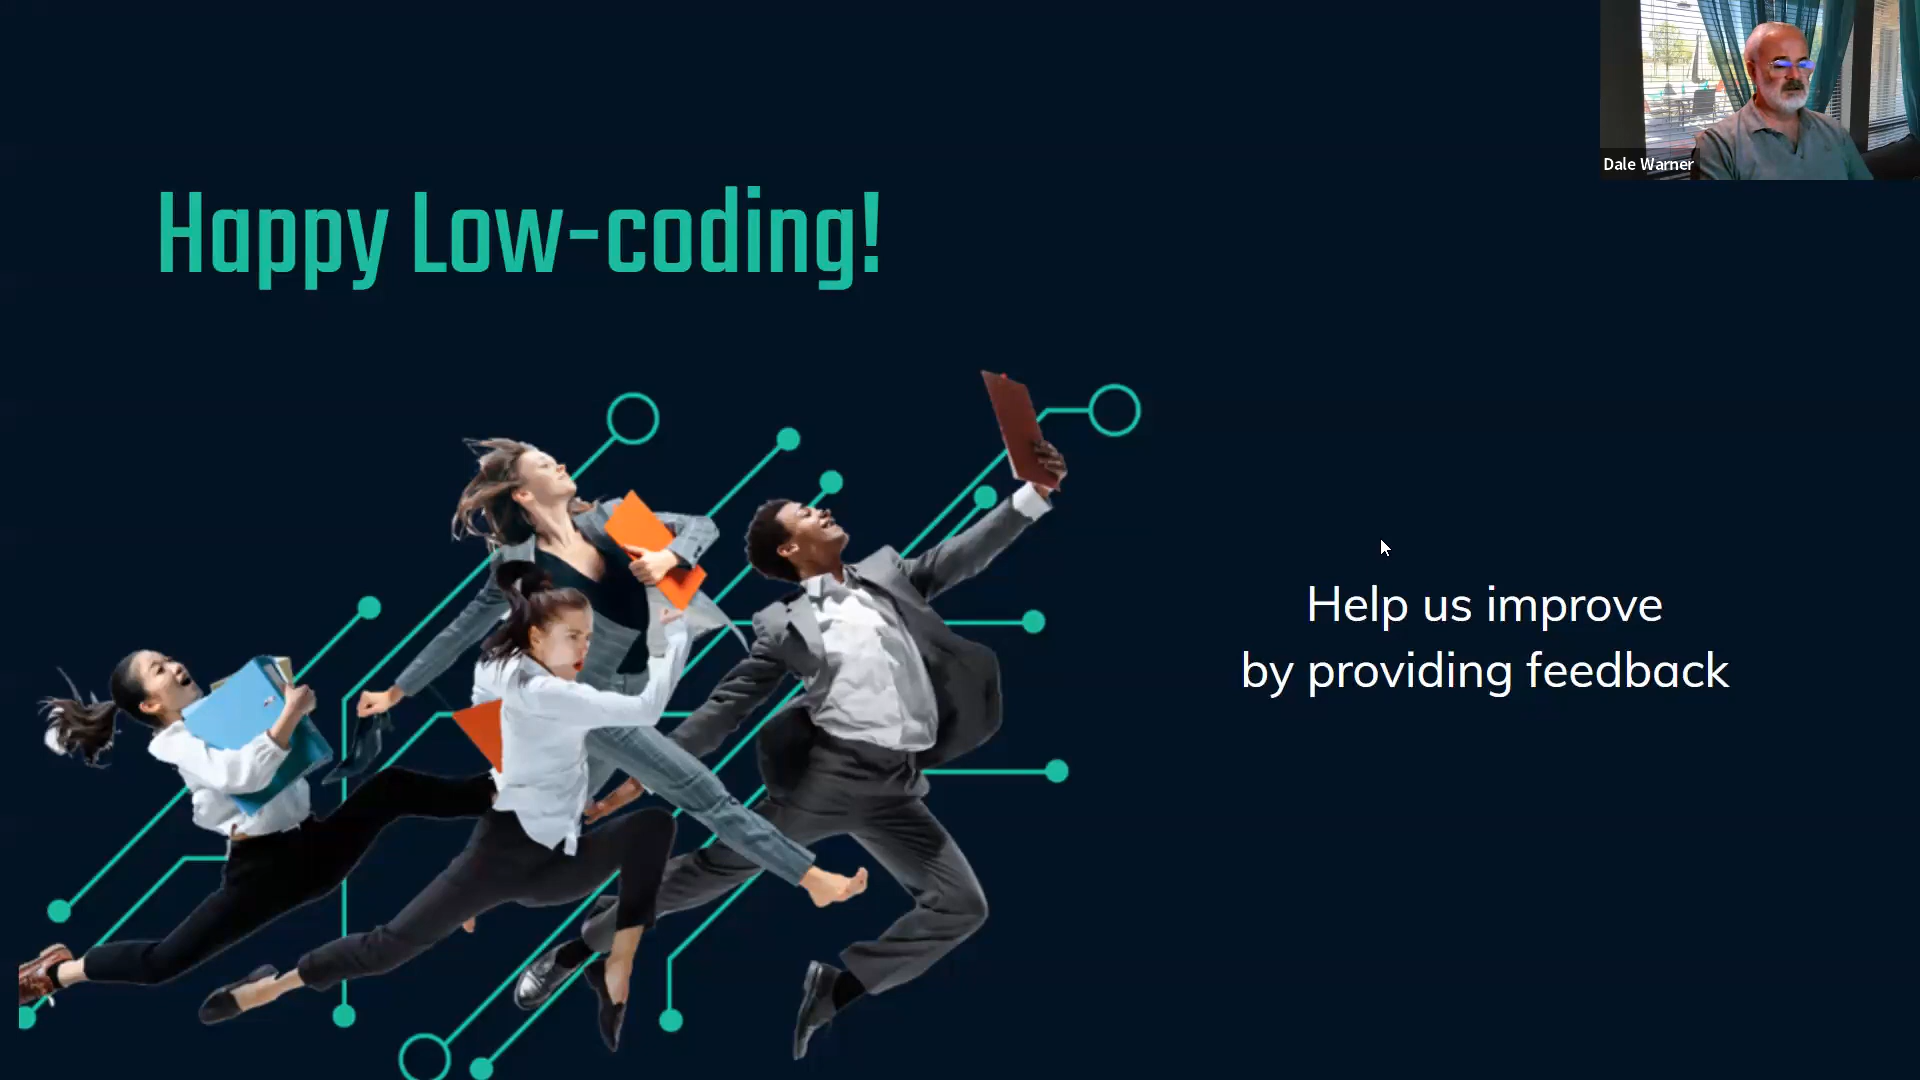 Dale Warner
Happy Low-coding!
Help us improve
by providing feedback